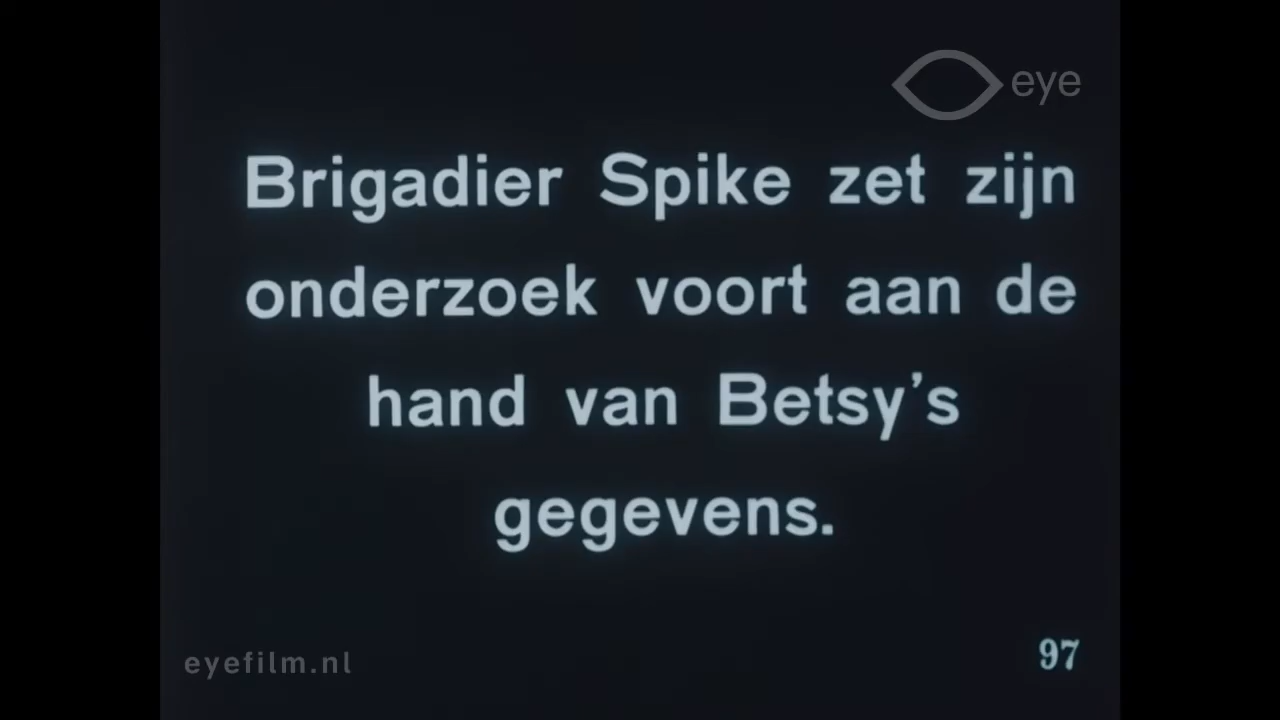 eye
Brigadier Spike zet zijn
onderzoek voort aan de
hand van Betsy's
gegevens.
eyefilm.nl
97